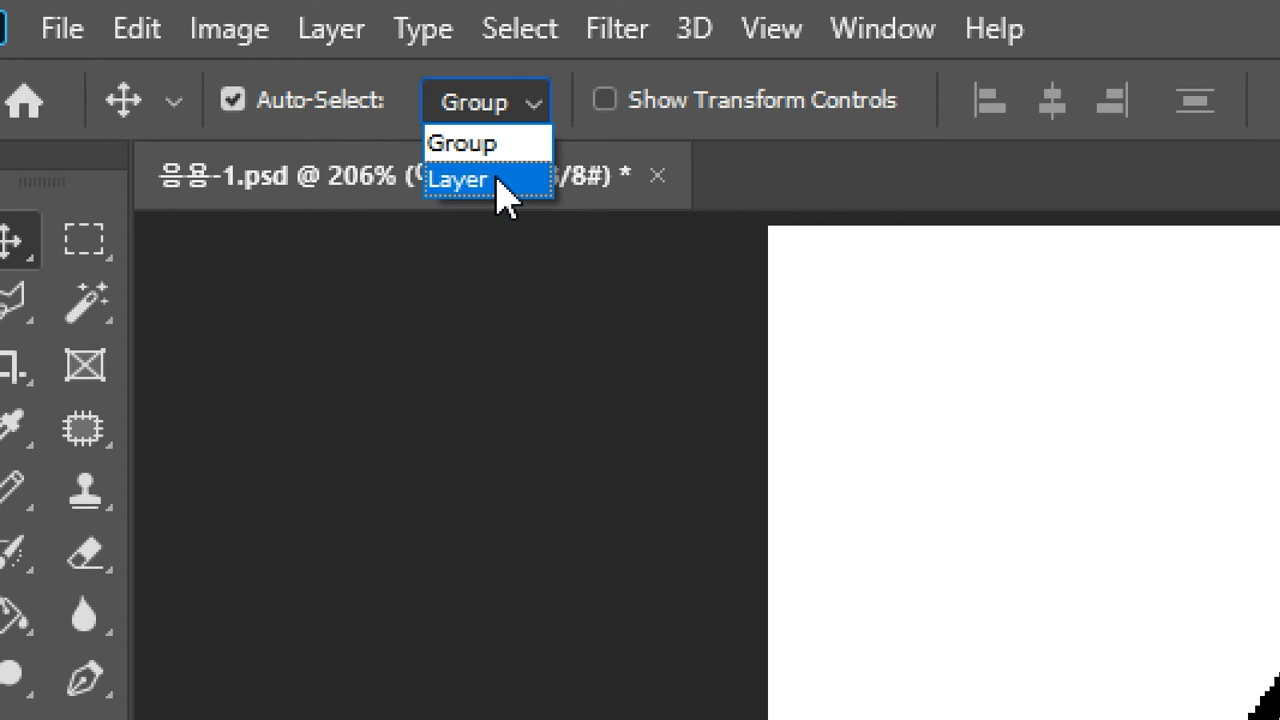 File Edit Image Layer Type Select Filter 3D View Window Help
Auto-Select: Group Show Transform Controls
Group
Layer
응용-1.psd @ 206% ( /8#) * ×